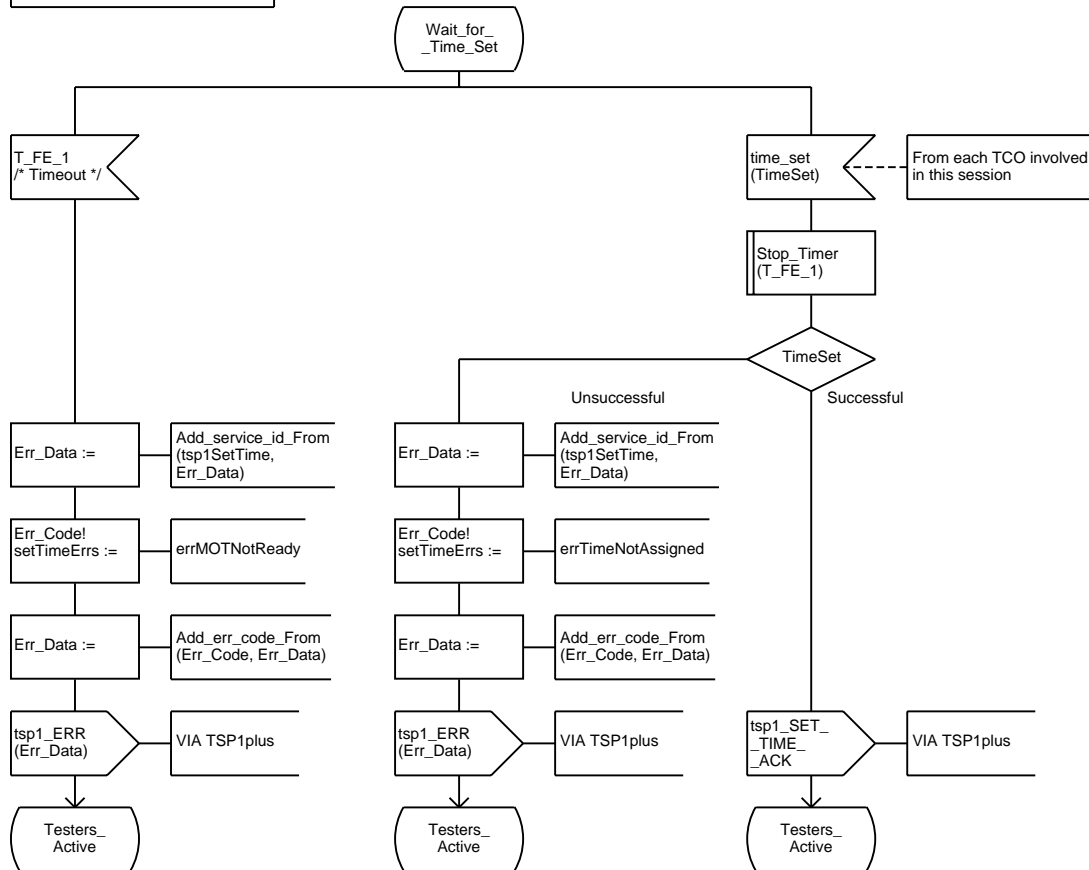 Wait_for_
_Time_Set
T_FE_1
/* Timeout */
time_set
(TimeSet)
From each TCO involved
in this session
Stop_Timer
(T_FE_1)
TimeSet
Unsuccessful
Successful
Err_Data :=
Add_service_id_From
(tsp1SetTime,
Err_Data)
Err_Data :=
Add_service_id_From
(tsp1SetTime,
Err_Data)
Err_Code!
setTimeErrs :=
errMOTNotReady
Err_Code!
setTimeErrs :=
errTimeNotAssigned
Err_Data :=
Add_err_code_From
(Err_Code, Err_Data)
Err_Data :=
Add_err_code_From
(Err_Code, Err_Data)
tsp1_ERR
(Err_Data)
VIA TSP1plus
tsp1_ERR
(Err_Data)
VIA TSP1plus
tsp1_SET_
_TIME_
_ACK
VIA TSP1plus
Testers_
Active
Testers_
Active
Testers_
Active